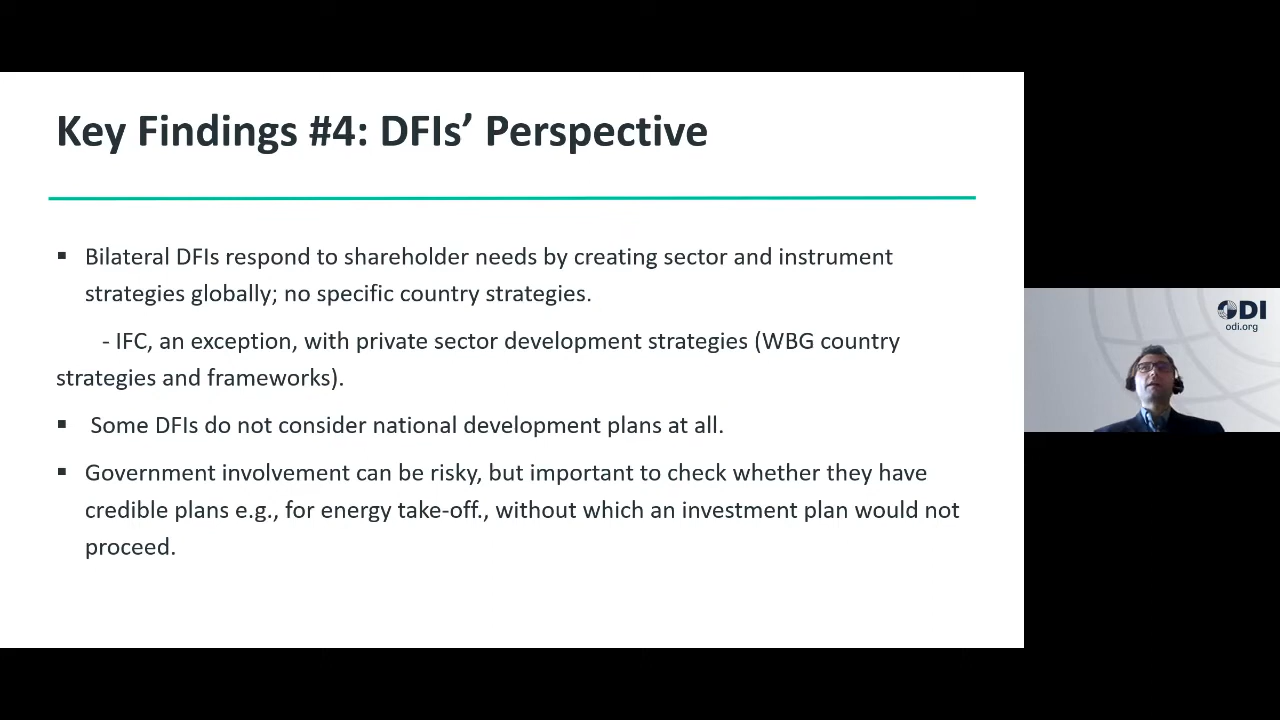 Key Findings #4: DFIs’ Perspective
▪ Bilateral DFIs respond to shareholder needs by creating sector and instrument
strategies globally; no specific country strategies.
- IFC, an exception, with private sector development strategies (WBG country
strategies and frameworks).
▪ Some DFIs do not consider national development plans at all.
▪ Government involvement can be risky, but important to check whether they have
credible plans e.g., for energy take-off., without which an investment plan would not
proceed.
ODI
odi.org